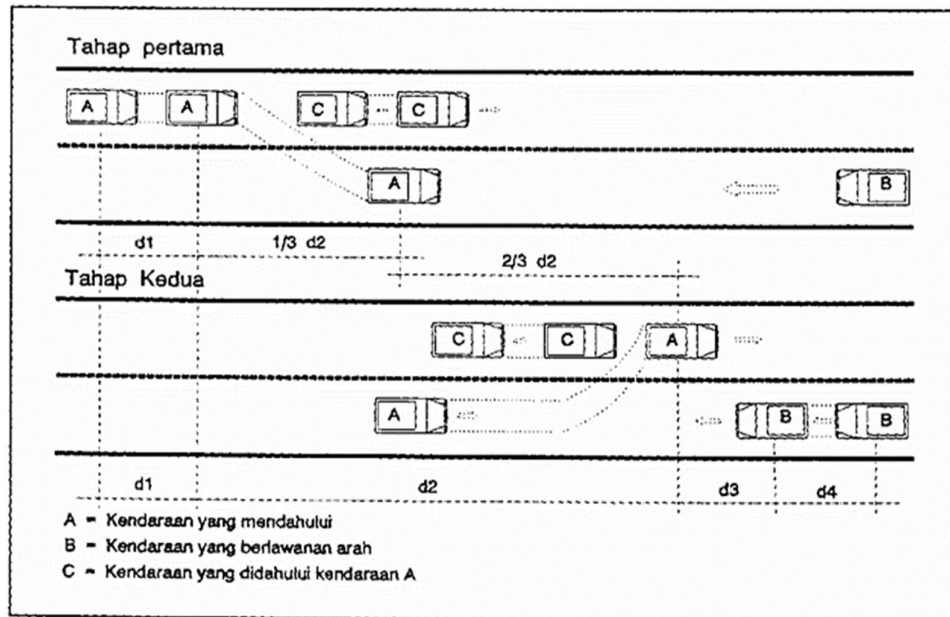 Tahap pertama
A A C C
A B
d1 1/3 d2
2/3 d2
Tahap Kedua
C C A
A B B
d1 d2 d3 d4
A = Kendaraan yang mendahului
B = Kendaraan yang berlawanan arah
C = Kendaraan yang didahului kendaraan A